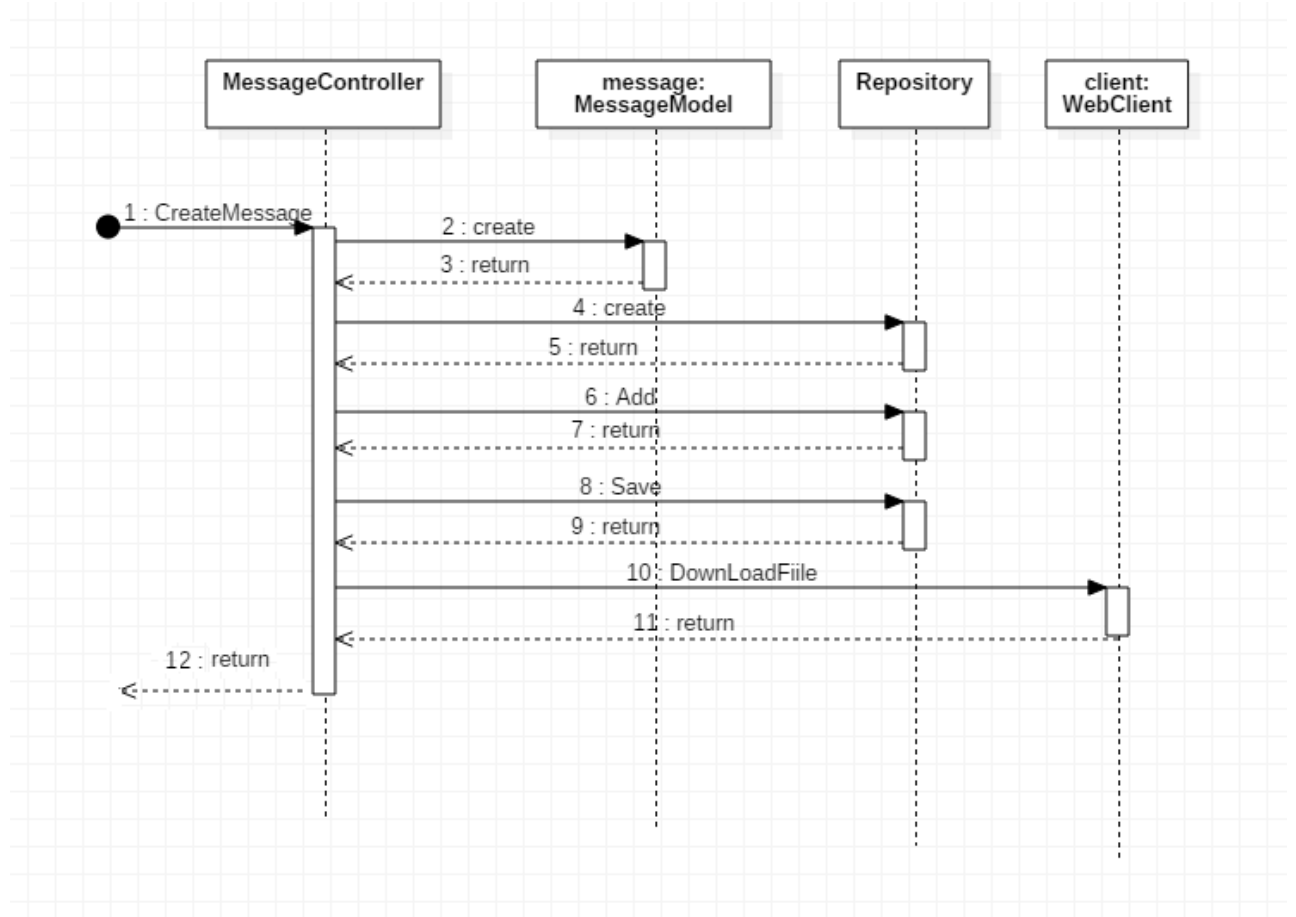 MessageController
message:
MessageModel
Repository
client:
WebClient
1 : CreateMessage
2 : create
3 : return
4 : create
5 : return
6 : Add
7 : return
8 : Save
9 : return
10 : DownLoadFiile
11 : return
12 : return